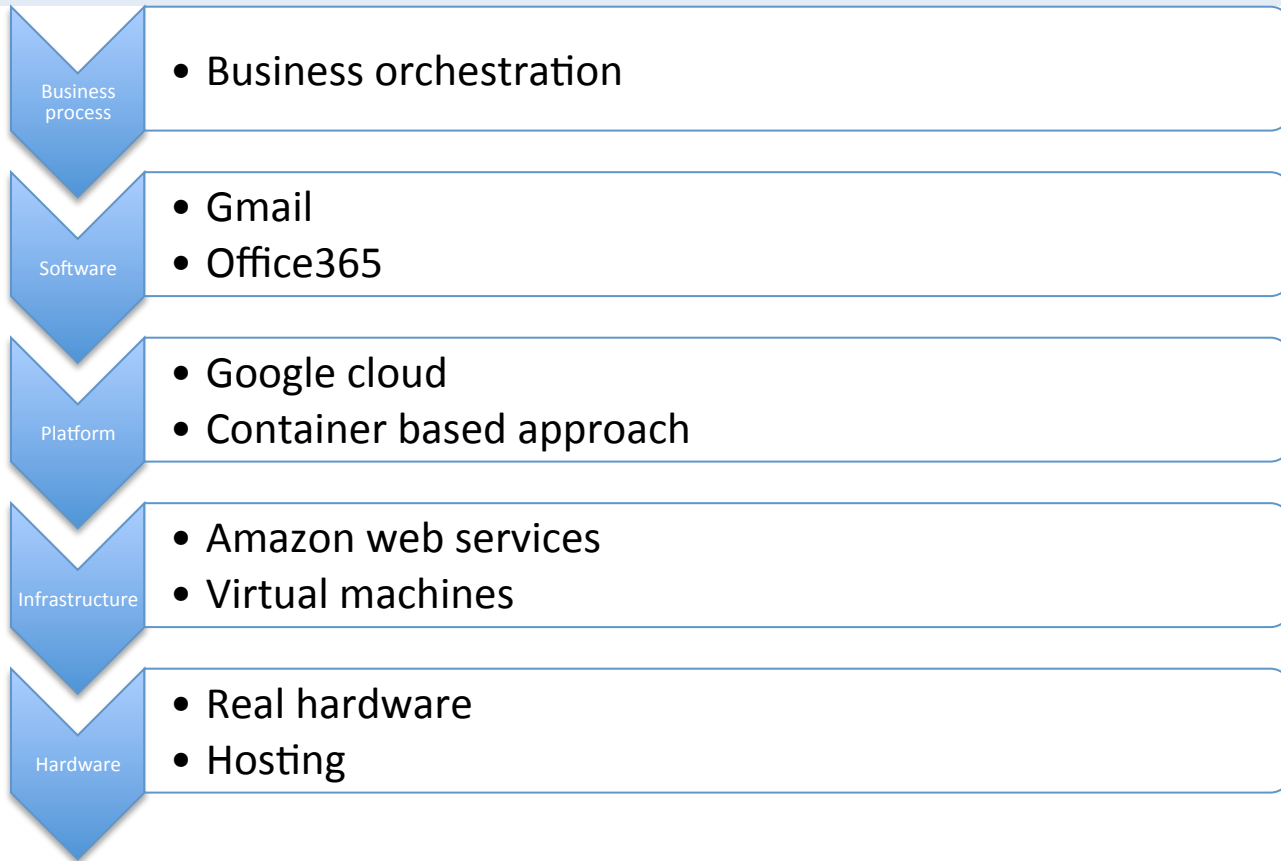 Business
process
• Business orchestration
Software
• Gmail
• Office365
Platform
• Google cloud
• Container based approach
Infrastructure
• Amazon web services
• Virtual machines
Hardware
• Real hardware
• Hosting